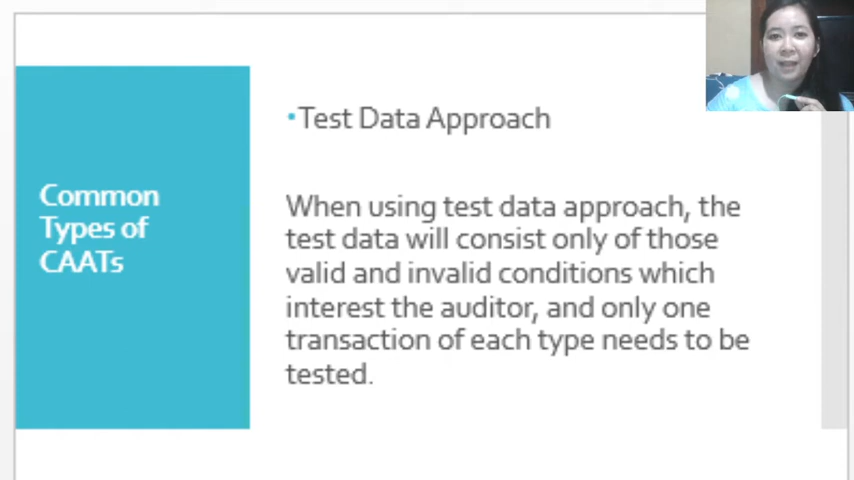 Common
Types of
CAATs
•Test Data Approach
When using test data approach, the
test data will consist only of those
valid and invalid conditions which
interest the auditor, and only one
transaction of each type needs to be
tested.